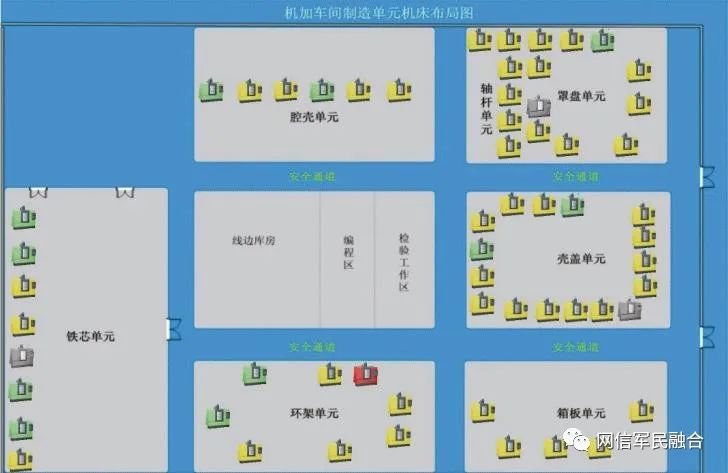 机加车间制造单元机床布局图
腔壳单元
轴杆单元
罩盘单元
安全通道
安全通道
线边库房
编程区
检验工作区
壳盖单元
铁芯单元
安全通道
安全通道
环架单元
箱板单元
网信军民融合